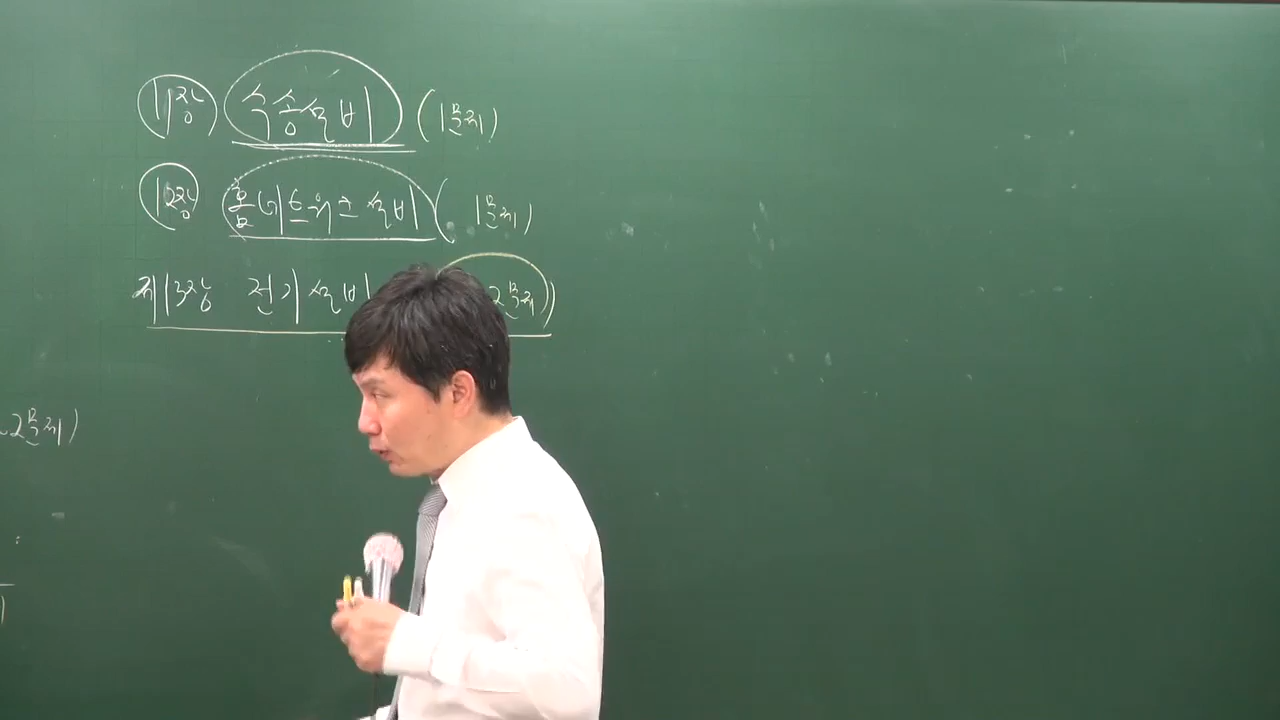 11장 수송설비 (1문제)
12장 홈네트워크 설비 ( 1문제)
제13장 전기설비 2문제)
2문제)